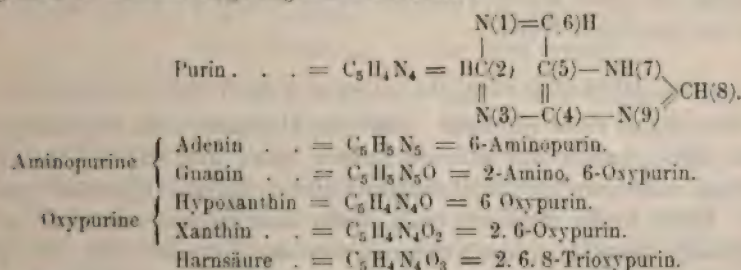 N(1)=C(6)H
Purin . . . = C₅H₄N₄ = HC(2) C(5)—NH(7)
CH(8).
N(3)—C(4)—N(9)
Adenin . . = C₅H₅N₅ = 6-Aminopurin.
Aminopurine
Guanin . . = C₅H₅N₅O = 2-Amino, 6-Oxypurin.
Hypoxanthin = C₅H₄N₄O = 6 Oxypurin.
Oxypurine
Xanthin . . = C₅H₄N₄O₂ = 2. 6-Oxypurin.
Harnsäure . = C₅H₄N₄O₃ = 2. 6. 8-Trioxypurin.